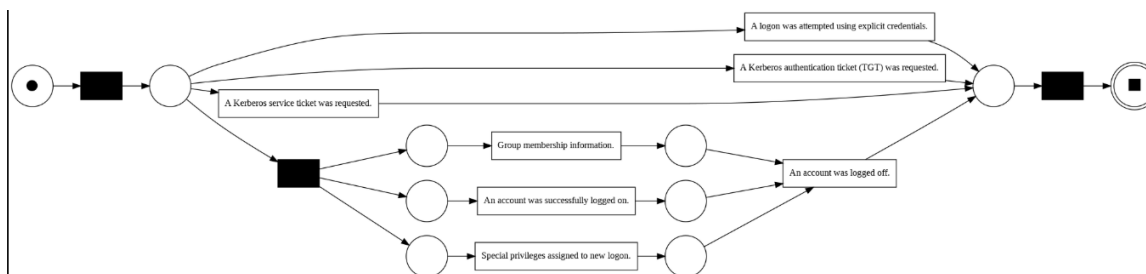 A logon was attempted using explicit credentials.
A Kerberos authentication ticket (TGT) was requested.
A Kerberos service ticket was requested.
Group membership information.
An account was logged off.
An account was successfully logged on.
Special privileges assigned to new logon.